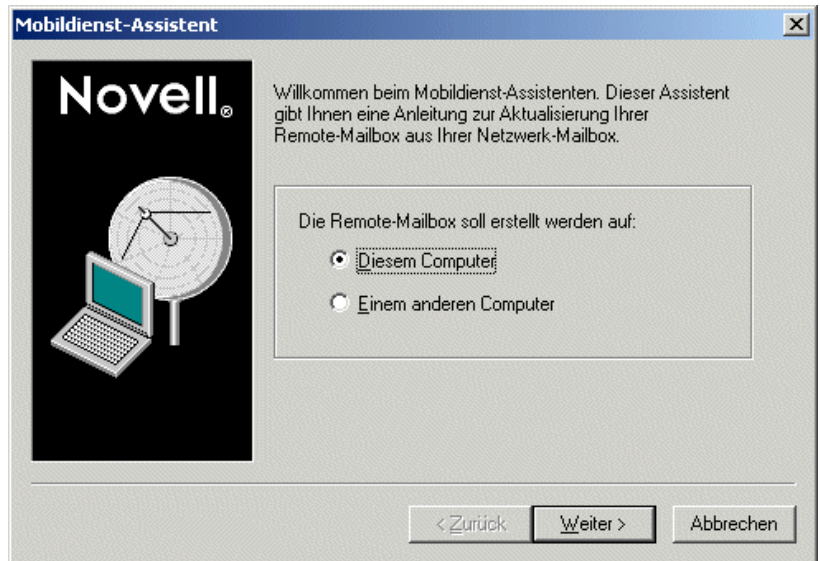 Mobildienst-Assistent
Novell®
Willkommen beim Mobildienst-Assistenten. Dieser Assistent
gibt Ihnen eine Anleitung zur Aktualisierung Ihrer
Remote-Mailbox aus Ihrer Netzwerk-Mailbox.
Die Remote-Mailbox soll erstellt werden auf:
Diesem Computer
Einem anderen Computer
< Zurück
Weiter >
Abbrechen